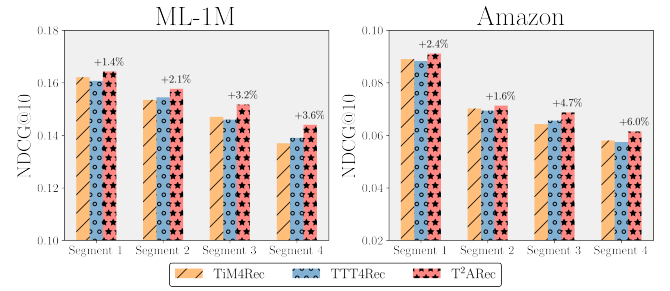 ML-1M
NDCG@10
0.18
0.16
0.14
0.12
0.10
+1.4%
+2.1%
+3.2%
+3.6%
Segment 1 Segment 2 Segment 3 Segment 4
Amazon
NDCG@10
0.10
0.08
0.06
0.04
0.02
+2.4%
+1.6%
+4.7%
+6.0%
Segment 1 Segment 2 Segment 3 Segment 4
TiM4Rec TTT4Rec T²ARec